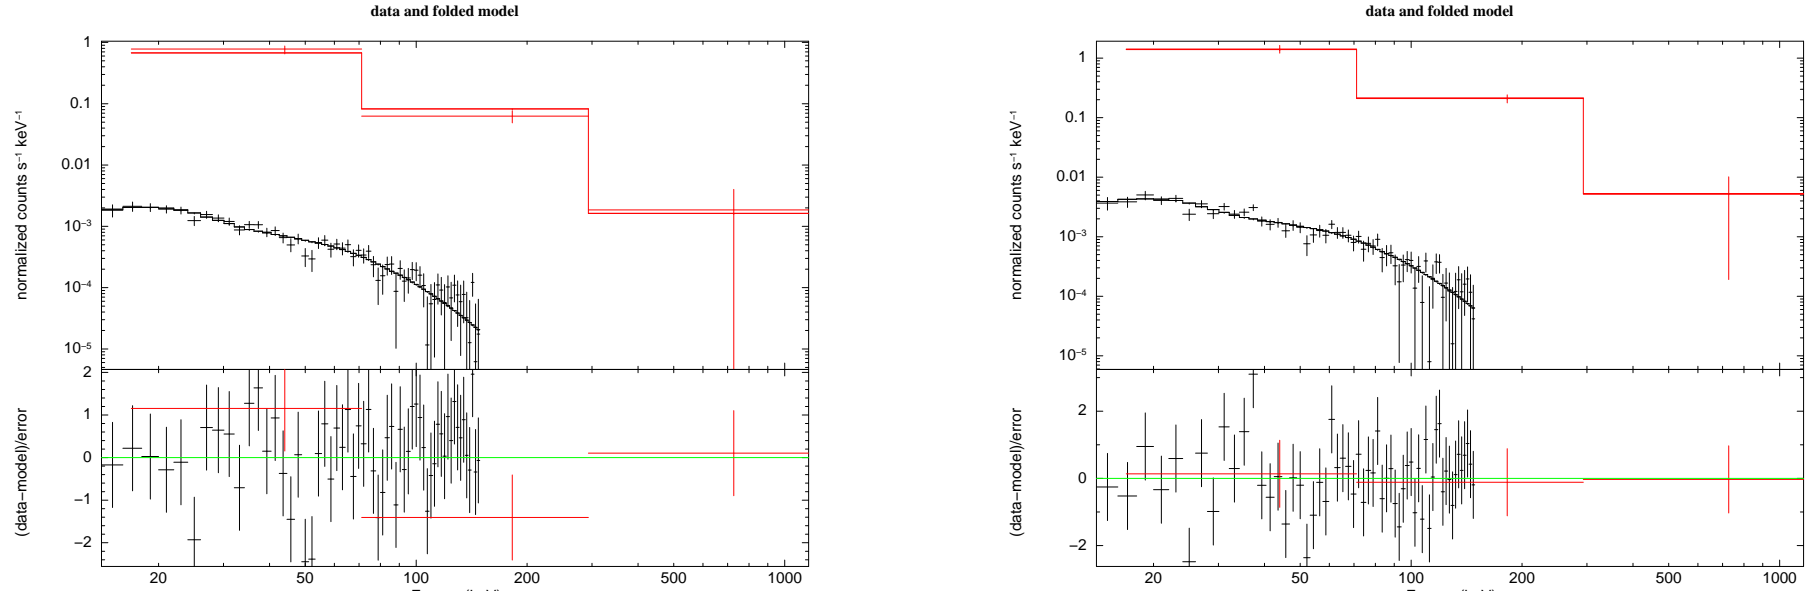 data and folded model
normalized counts s⁻¹ keV⁻¹
1
0.1
0.01
10⁻³
10⁻⁴
10⁻⁵
(data−model)/error
2
1
0
−1
−2
20 50 100 200 500 1000
data and folded model
normalized counts s⁻¹ keV⁻¹
1
0.1
0.01
10⁻³
10⁻⁴
10⁻⁵
(data−model)/error
2
0
−2
20 50 100 200 500 1000